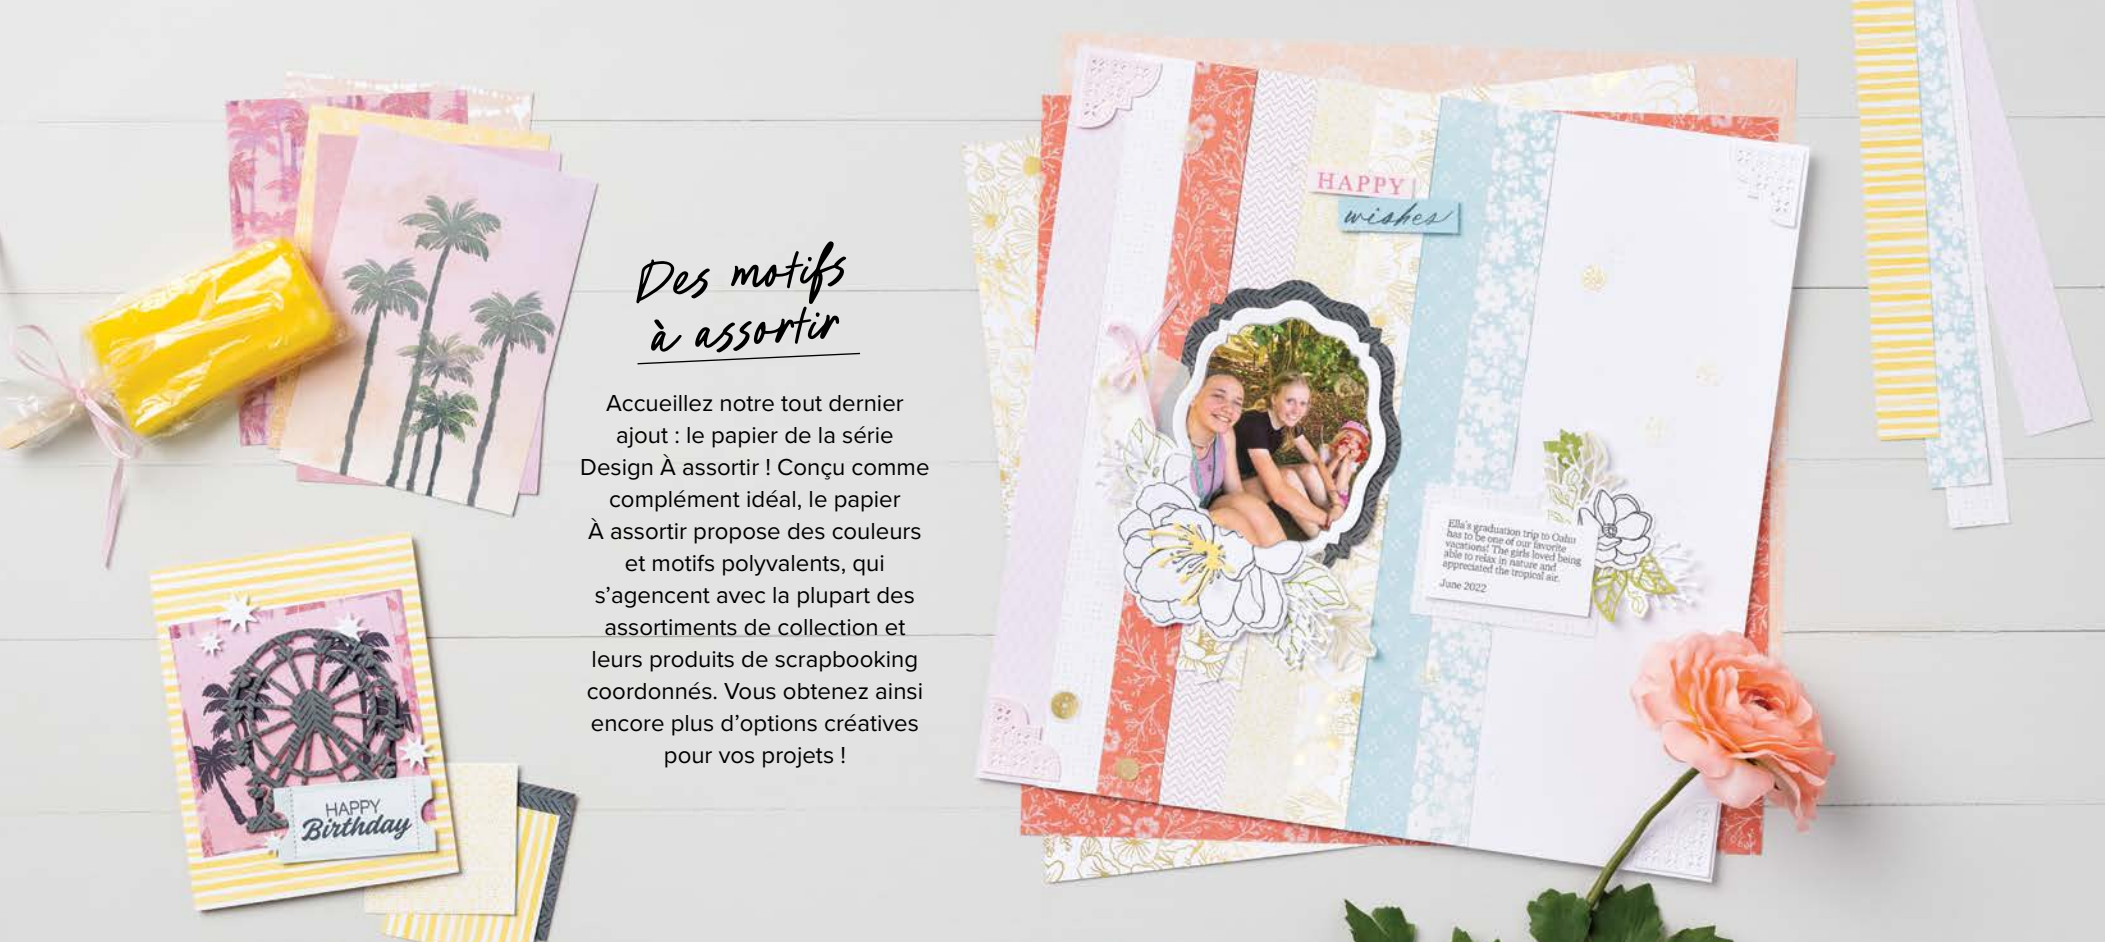 Des motifs
à assortir
Accueillez notre tout dernier
ajout : le papier de la série
Design À assortir ! Conçu comme
complément idéal, le papier
À assortir propose des couleurs
et motifs polyvalents, qui
s’agencent avec la plupart des
assortiments de collection et
leurs produits de scrapbooking
coordonnés. Vous obtenez ainsi
encore plus d’options créatives
pour vos projets !
HAPPY
Birthday
HAPPY
wishes
Ella's graduation trip to Oahu
has to be one of our favorite
vacations! The girls loved being
able to relax in nature and
appreciated the tropical air.
June 2022